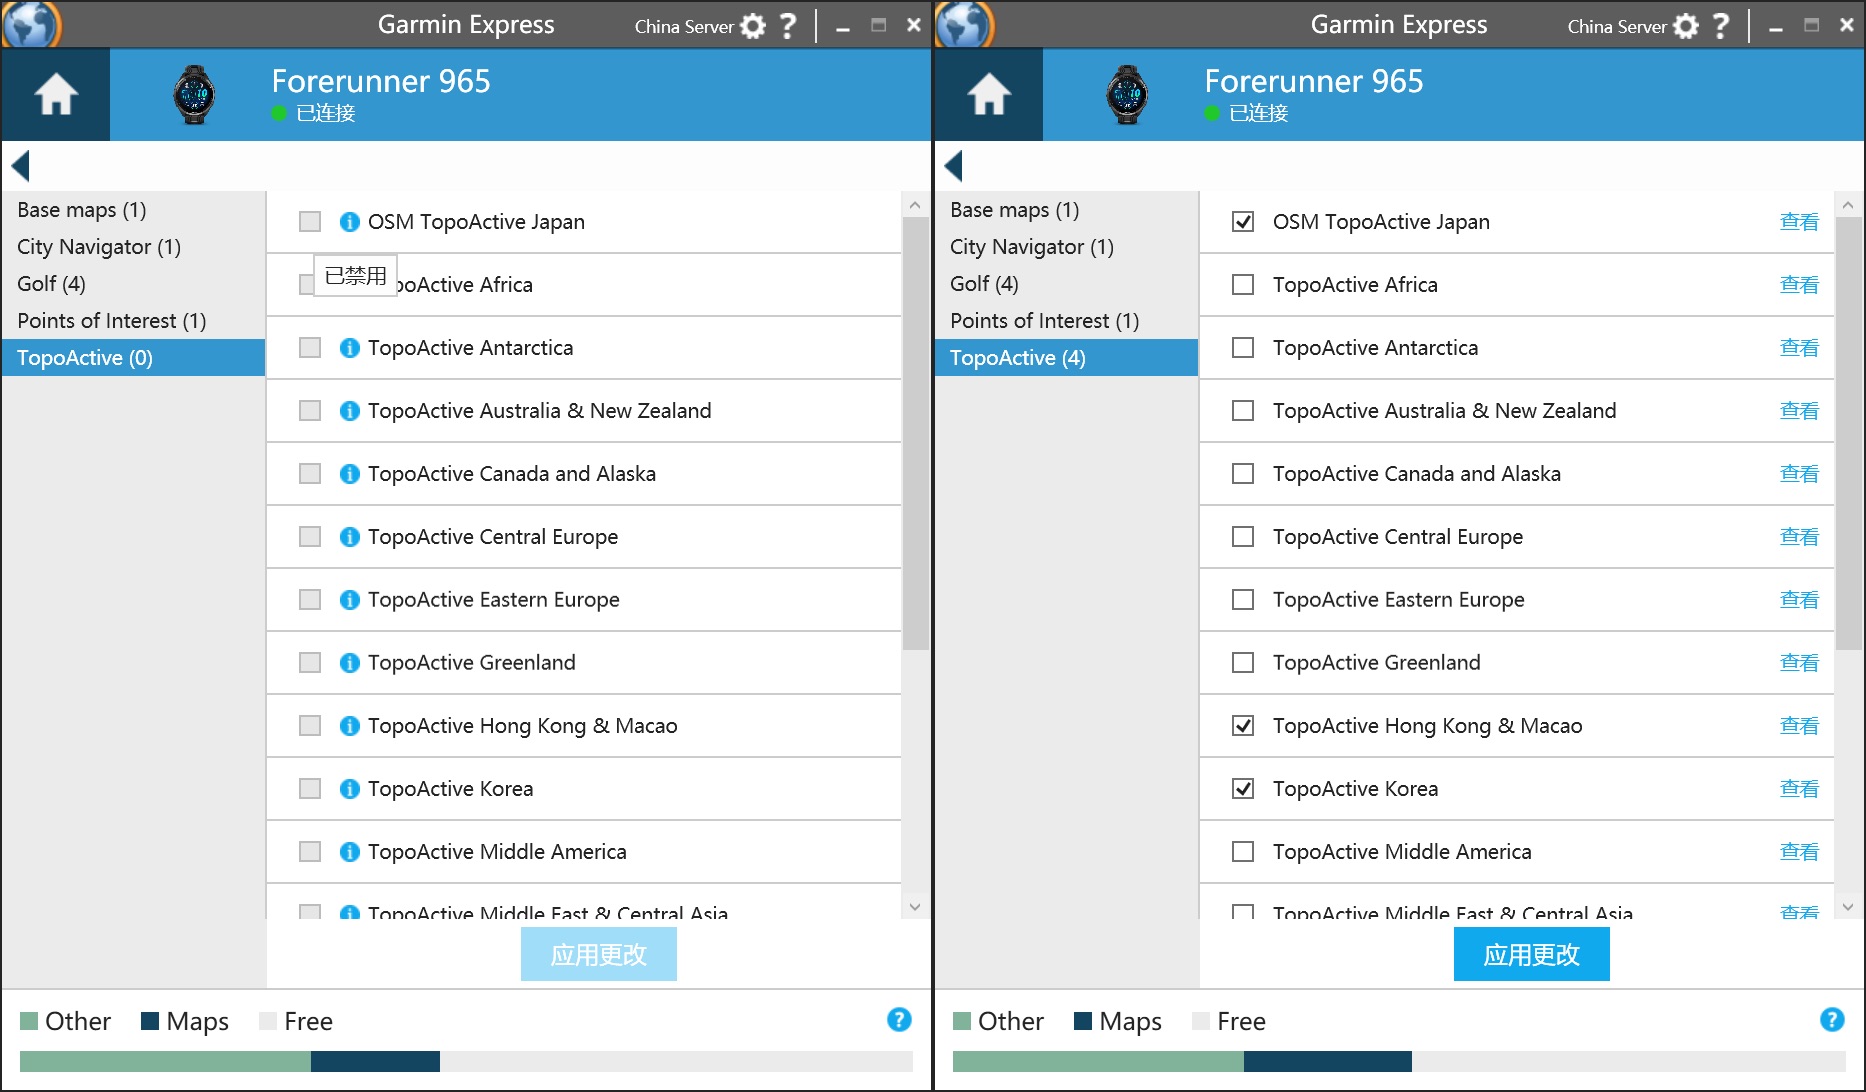 Garmin Express
China Server
Forerunner 965
已连接
Base maps (1)
City Navigator (1)
Golf (4)
Points of Interest (1)
TopoActive (0)
OSM TopoActive Japan
已禁用
poActive Africa
TopoActive Antarctica
TopoActive Australia & New Zealand
TopoActive Canada and Alaska
TopoActive Central Europe
TopoActive Eastern Europe
TopoActive Greenland
TopoActive Hong Kong & Macao
TopoActive Korea
TopoActive Middle America
TopoActive Middle East & Central Asia
应用更改
Other Maps Free
Garmin Express
China Server
Forerunner 965
已连接
Base maps (1)
City Navigator (1)
Golf (4)
Points of Interest (1)
TopoActive (4)
OSM TopoActive Japan 查看
TopoActive Africa 查看
TopoActive Antarctica 查看
TopoActive Australia & New Zealand 查看
TopoActive Canada and Alaska 查看
TopoActive Central Europe 查看
TopoActive Eastern Europe 查看
TopoActive Greenland 查看
TopoActive Hong Kong & Macao 查看
TopoActive Korea 查看
TopoActive Middle America 查看
TopoActive Middle East & Central Asia 查看
应用更改
Other Maps Free